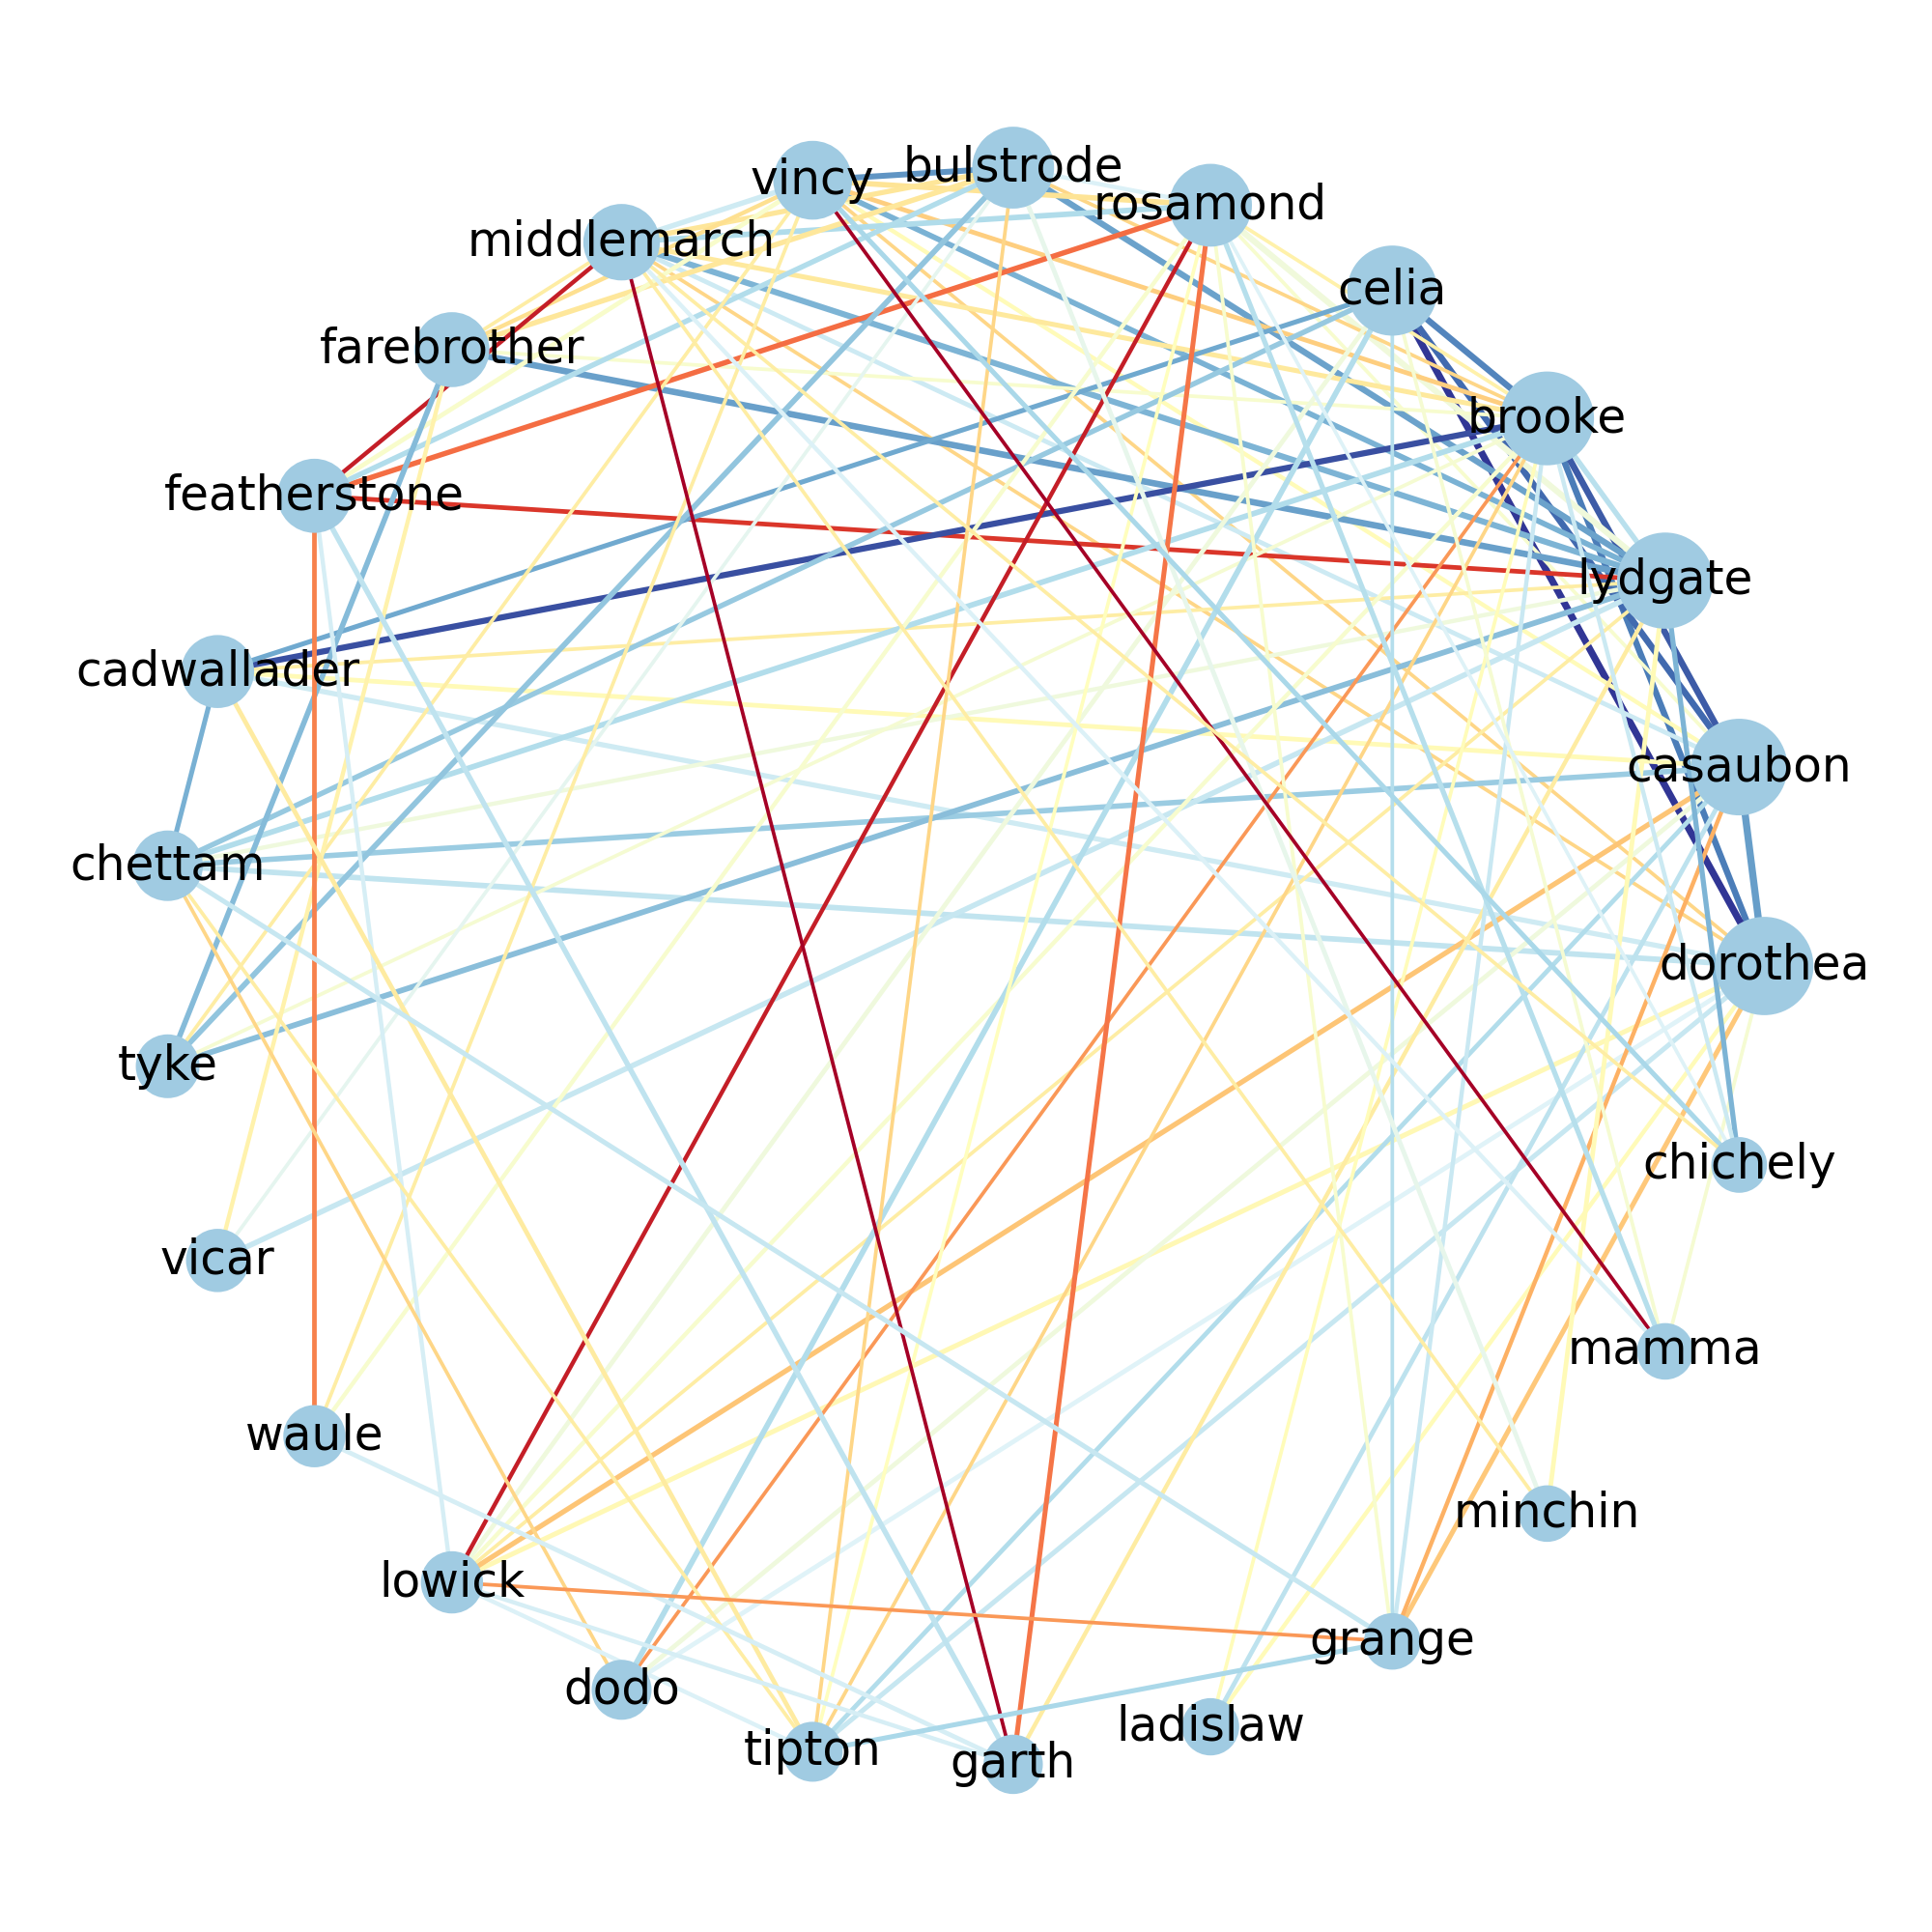 bulstrode
vincy
rosamond
middlemarch
celia
farebrother
brooke
featherstone
lydgate
cadwallader
casaubon
chettam
dorothea
tyke
chichely
vicar
mamma
waule
minchin
lowick
grange
dodo
ladislaw
tipton
garth